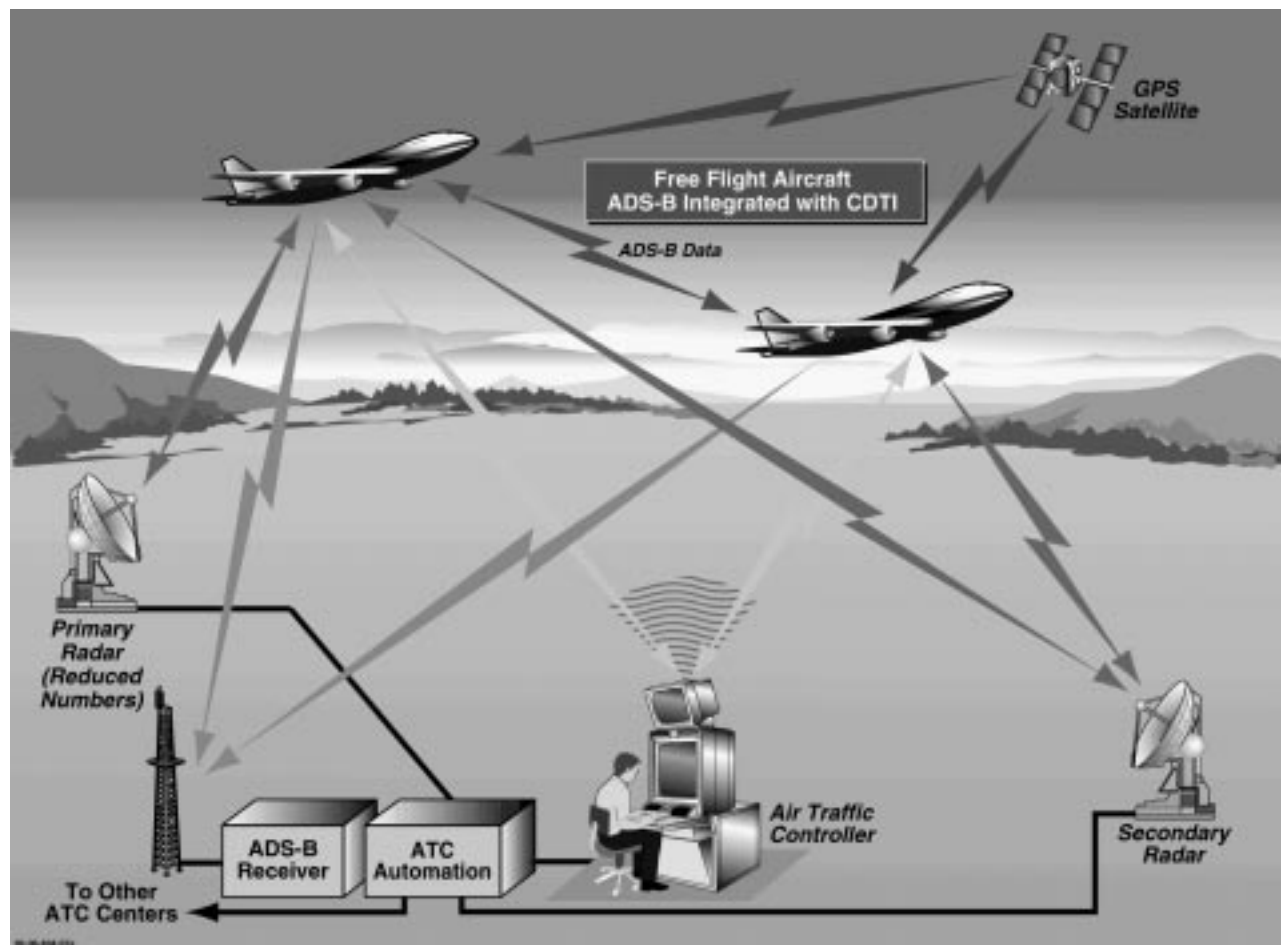 GPS
Satellite
Free Flight Aircraft
ADS-B Integrated with CDTI
ADS-B Data
Primary
Radar
(Reduced
Numbers)
Air Traffic
Controller
Secondary
Radar
ADS-B
Receiver
ATC
Automation
To Other
ATC Centers